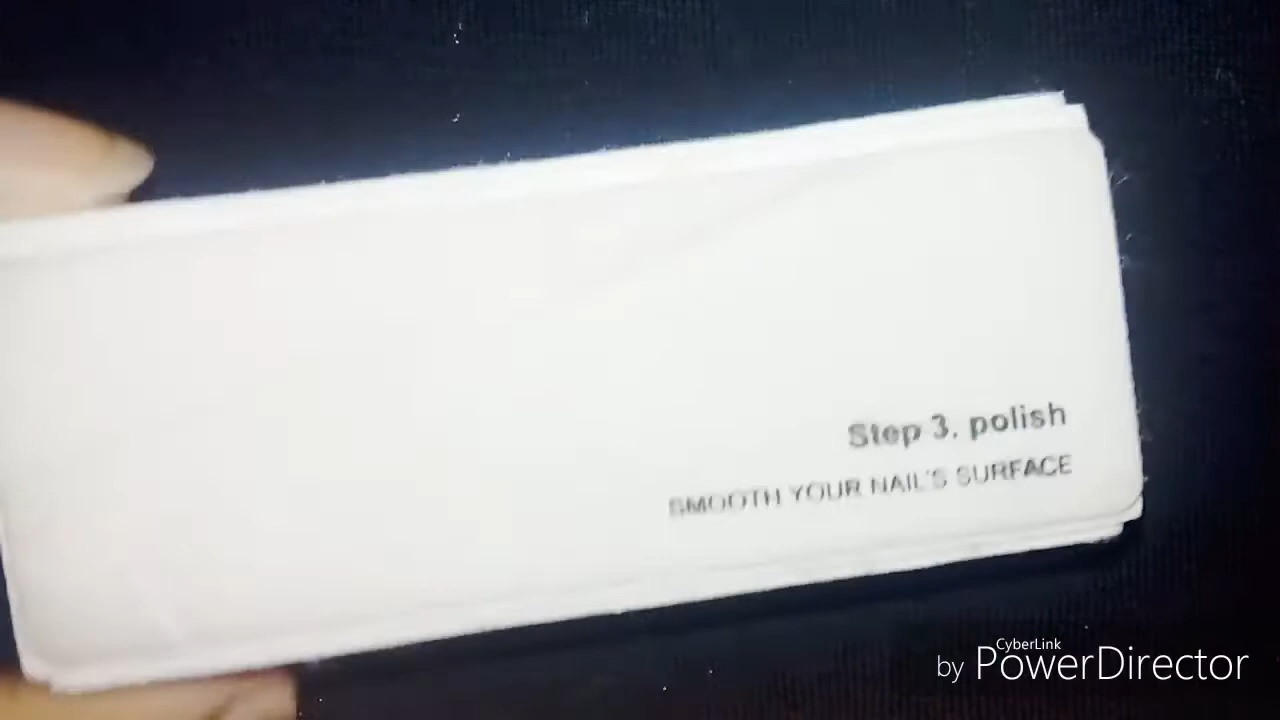 Step 3. polish
SMOOTH YOUR NAIL'S SURFACE
CyberLink
by PowerDirector